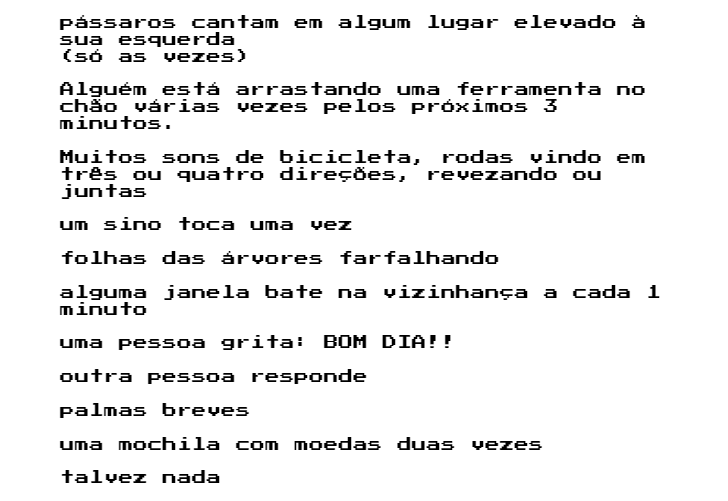 pássaros cantam em algum lugar elevado à
sua esquerda
(só as vezes)
Alguém está arrastando uma ferramenta no
chão várias vezes pelos próximos 3
minutos.
Muitos sons de bicicleta, rodas vindo em
três ou quatro direções, revezando ou
juntas
um sino toca uma vez
folhas das árvores farfalhando
alguma janela bate na vizinhança a cada 1
minuto
uma pessoa grita: BOM DIA!!
outra pessoa responde
palmas breves
uma mochila com moedas duas vezes
talvez nada